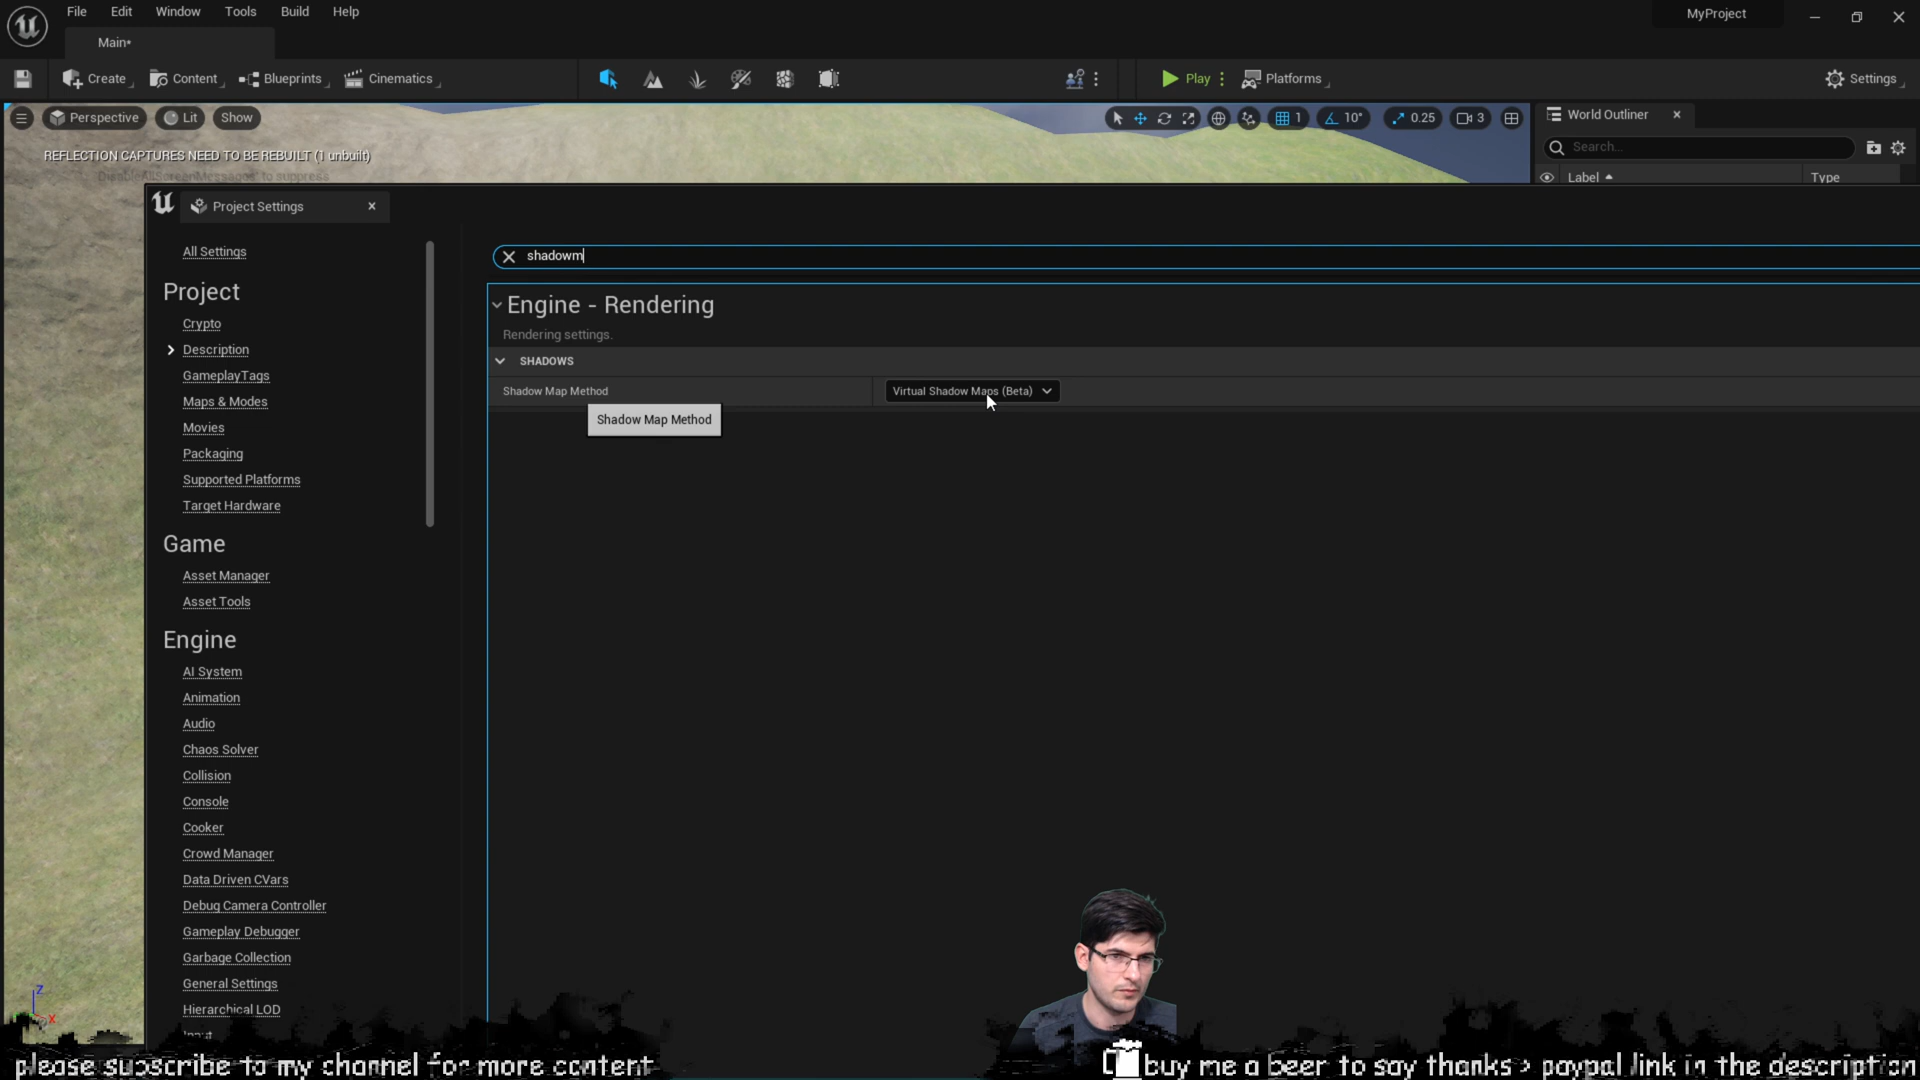 File Edit Window Tools Build Help
MyProject
Main*
Create Content Blueprints Cinematics
Play Platforms
Settings
Perspective Lit Show
1 10° 0.25 3
World Outliner
Search...
REFLECTION CAPTURES NEED TO BE REBUILT (1 unbuilt)
'DisableAllScreenMessages' to suppress
Label Type
Project Settings
shadowm
All Settings
Project
Crypto
Description
GameplayTags
Maps & Modes
Movies
Packaging
Supported Platforms
Target Hardware
Game
Asset Manager
Asset Tools
Engine
AI System
Animation
Audio
Chaos Solver
Collision
Console
Cooker
Crowd Manager
Data Driven CVars
Debug Camera Controller
Gameplay Debugger
Garbage Collection
General Settings
Hierarchical LOD
Input
Engine - Rendering
Rendering settings.
SHADOWS
Shadow Map Method Virtual Shadow Maps (Beta)
Shadow Map Method
Z
X
please subscribe to my channel for more content
buy me a beer to say thanks > paypal link in the description